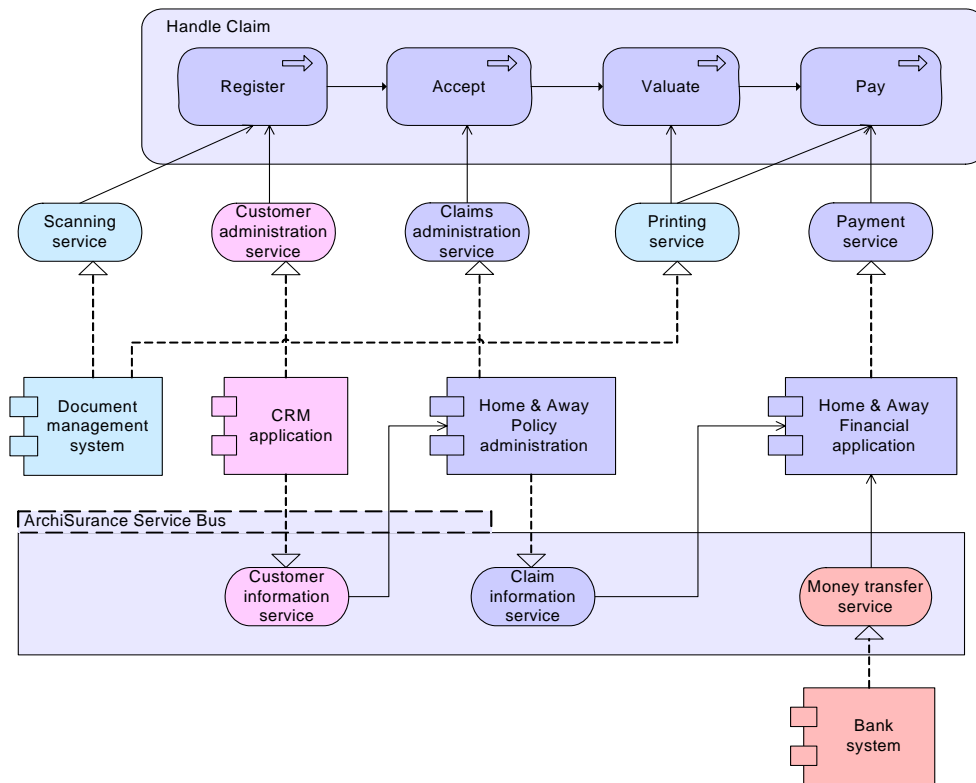 Handle Claim
Register
Accept
Valuate
Pay
Scanning
service
Customer
administration
service
Claims
administration
service
Printing
service
Payment
service
Document
management
system
CRM
application
Home & Away
Policy
administration
Home & Away
Financial
application
ArchiSurance Service Bus
Customer
information
service
Claim
information
service
Money transfer
service
Bank
system